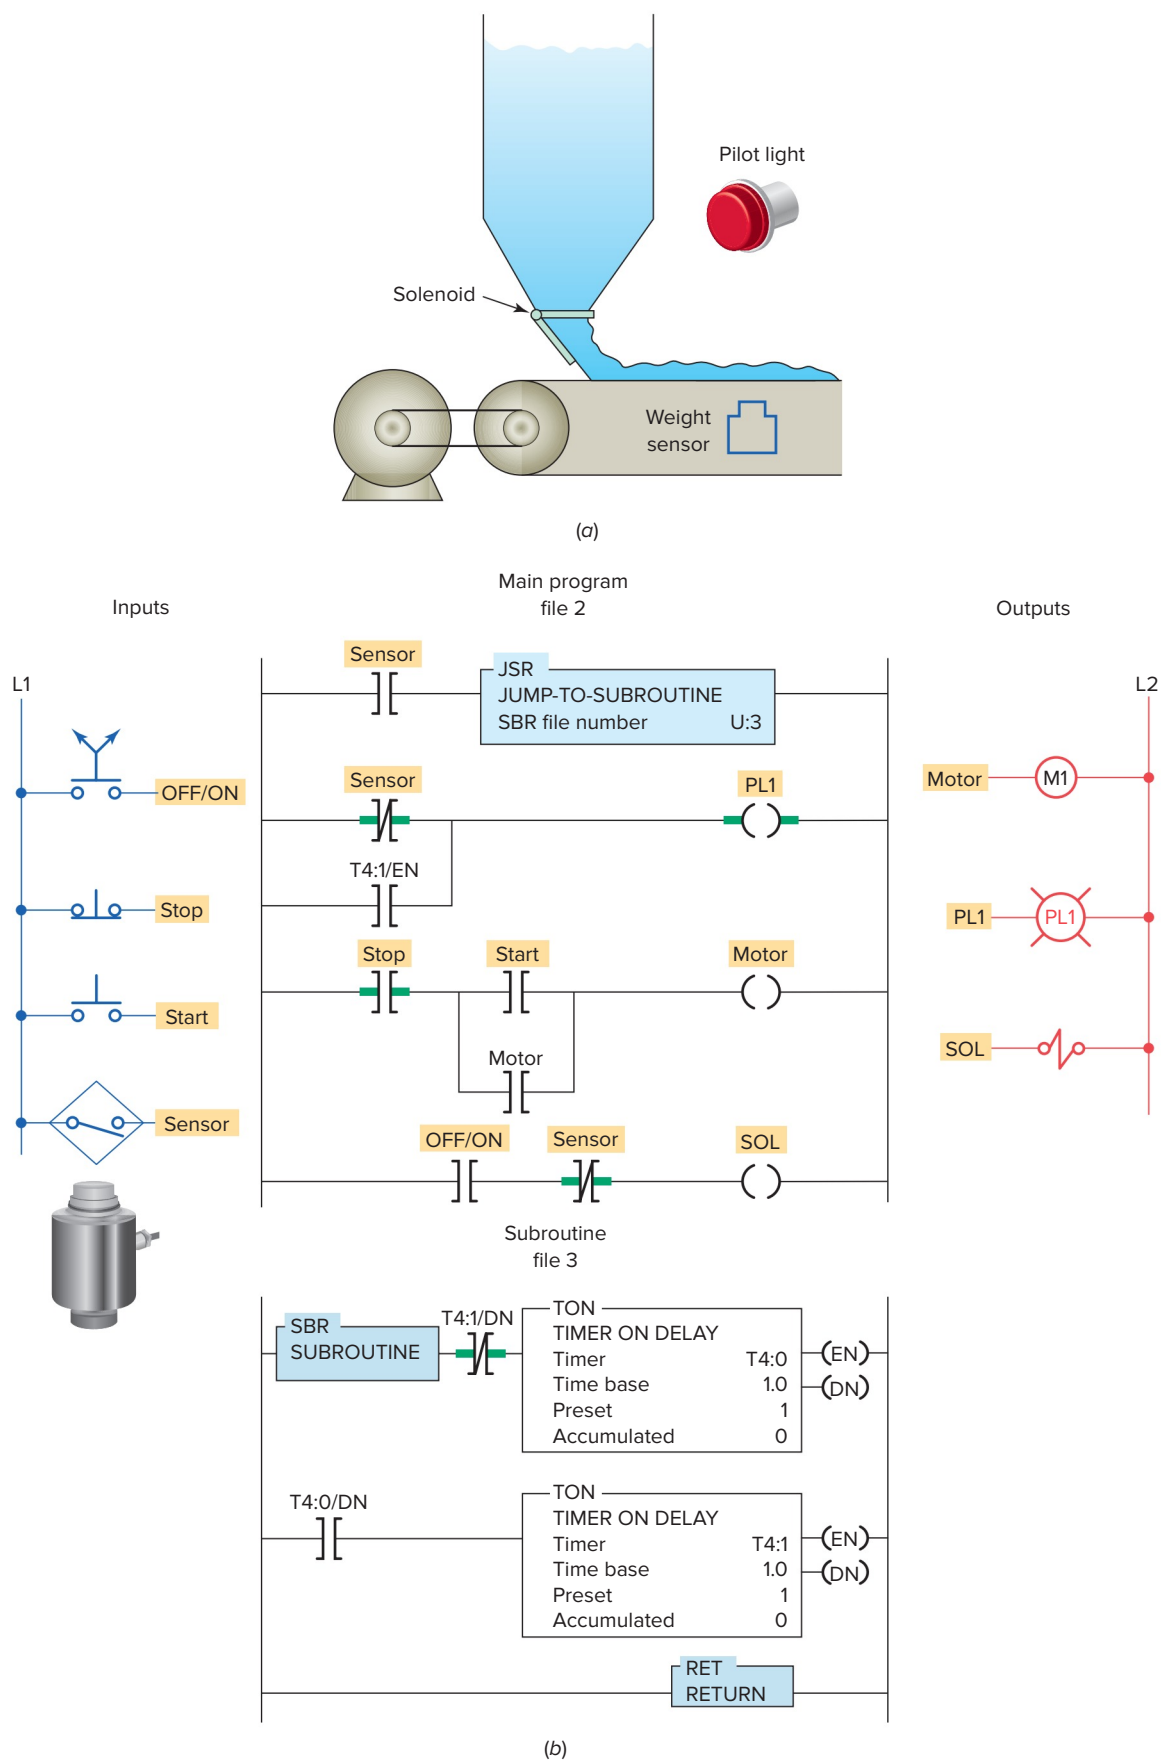 Pilot light
Solenoid
Weight
sensor
(a)
Main program
file 2
Inputs
Outputs
L1
L2
OFF/ON
Stop
Start
Sensor
Sensor
JSR
JUMP-TO-SUBROUTINE
SBR file number U:3
Sensor
PL1
T4:1/EN
Stop
Start
Motor
Motor
OFF/ON
Sensor
SOL
Motor
M1
PL1
PL1
SOL
Subroutine
file 3
SBR
SUBROUTINE
T4:1/DN
TON
TIMER ON DELAY
Timer T4:0
Time base 1.0
Preset 1
Accumulated 0
EN
DN
T4:0/DN
TON
TIMER ON DELAY
Timer T4:1
Time base 1.0
Preset 1
Accumulated 0
EN
DN
RET
RETURN
(b)